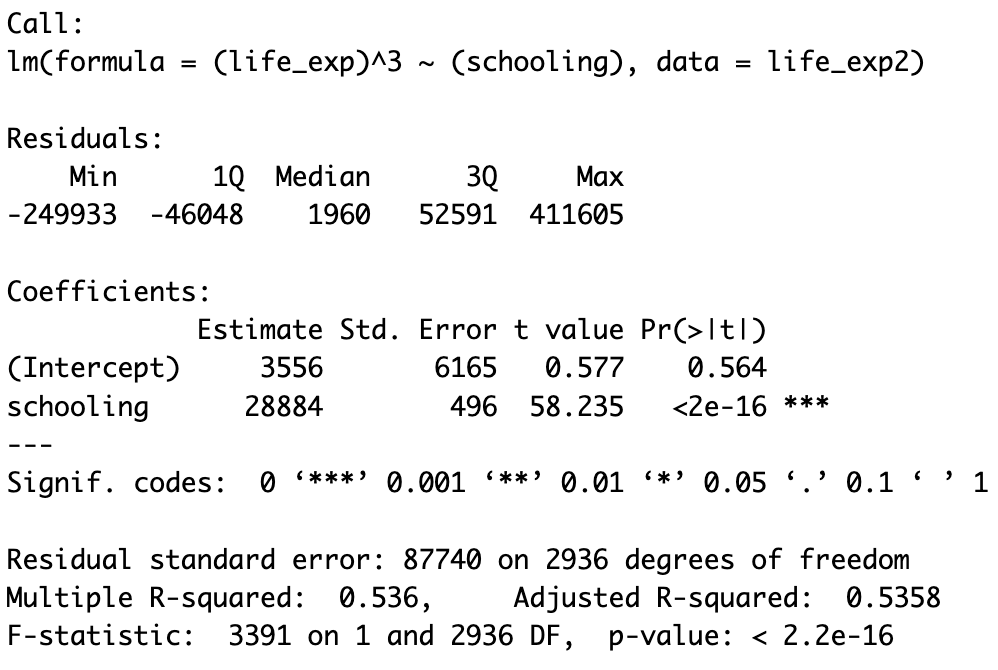 Call:
lm(formula = (life_exp)^3 ~ (schooling), data = life_exp2)
Residuals:
Min 1Q Median 3Q Max
-249933 -46048 1960 52591 411605
Coefficients:
Estimate Std. Error t value Pr(>|t|)
(Intercept) 3556 6165 0.577 0.564
schooling 28884 496 58.235 <2e-16 ***
---
Signif. codes: 0 ‘***’ 0.001 ‘**’ 0.01 ‘*’ 0.05 ‘.’ 0.1 ‘ ’ 1
Residual standard error: 87740 on 2936 degrees of freedom
Multiple R-squared: 0.536, Adjusted R-squared: 0.5358
F-statistic: 3391 on 1 and 2936 DF, p-value: < 2.2e-16